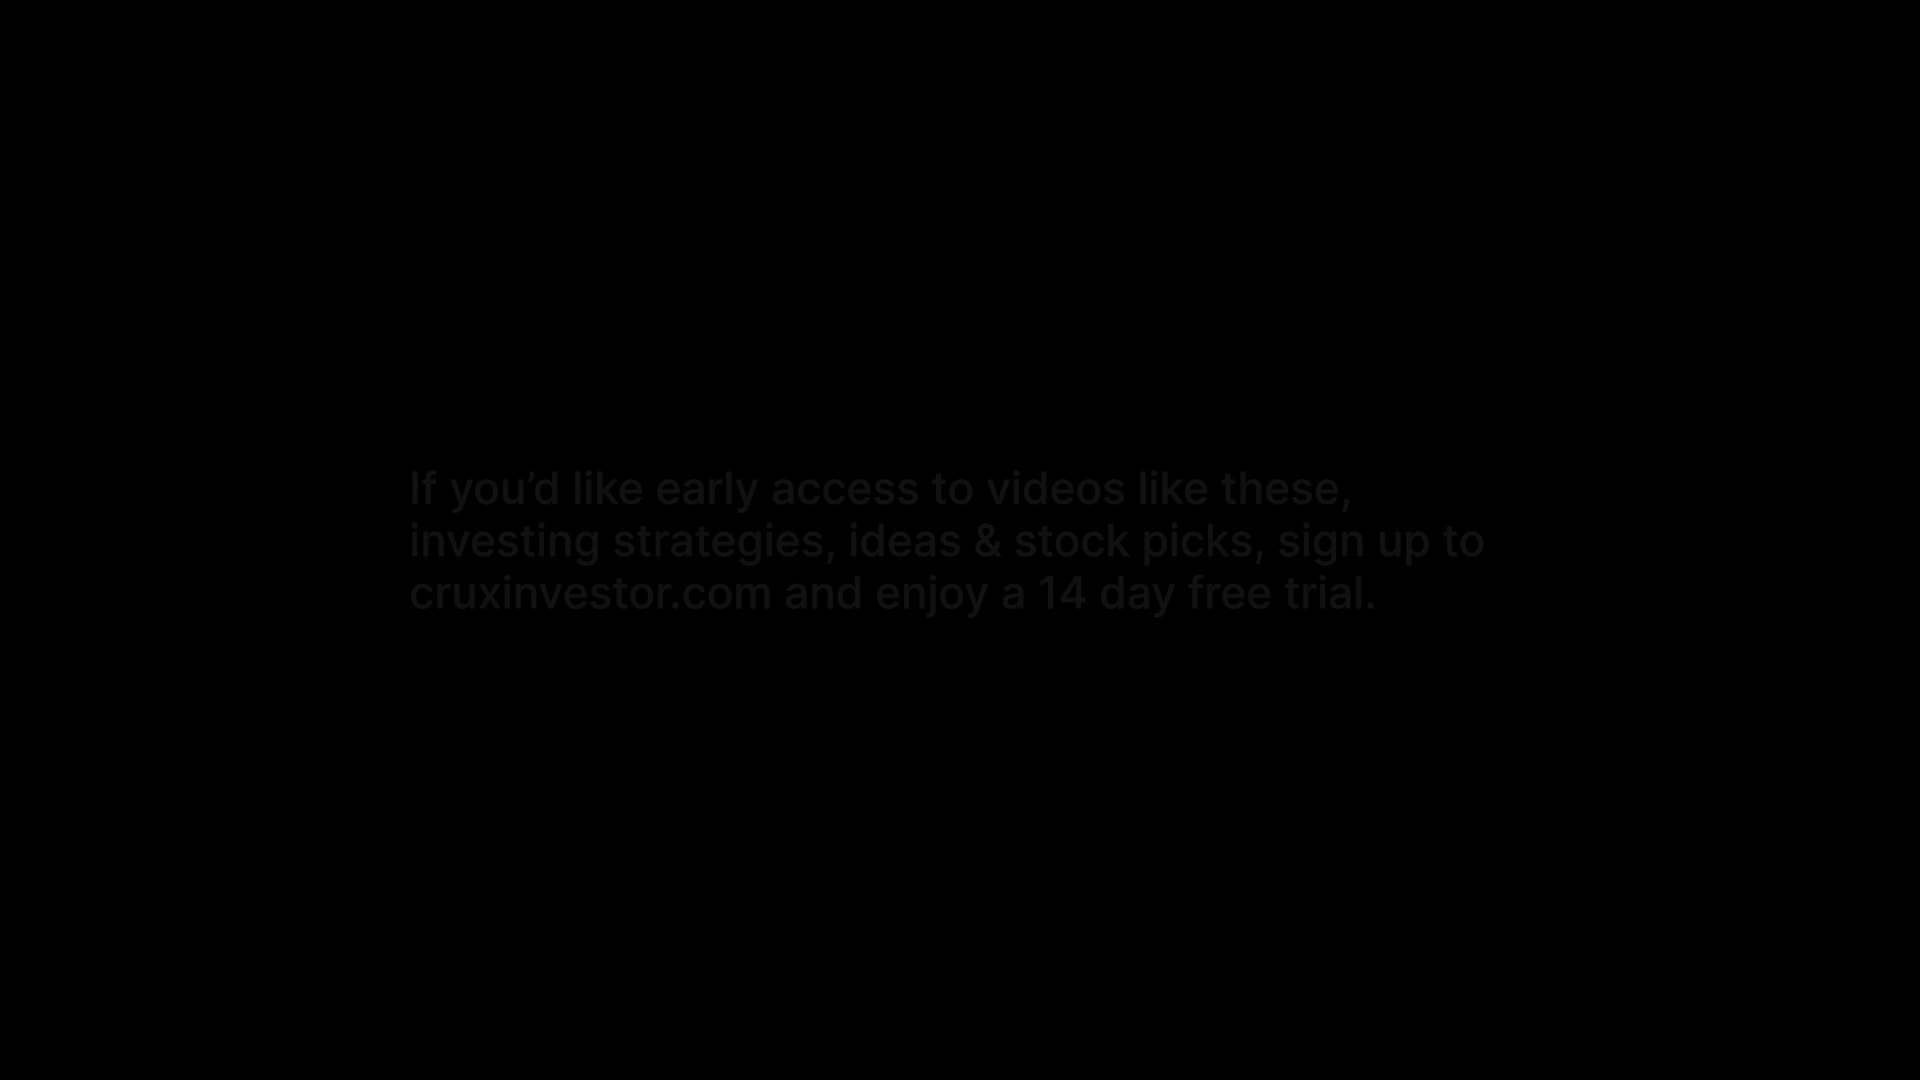 If you’d like early access to videos like these,
investing strategies, ideas & stock picks, sign up to
cruxinvestor.com and enjoy a 14 day free trial.